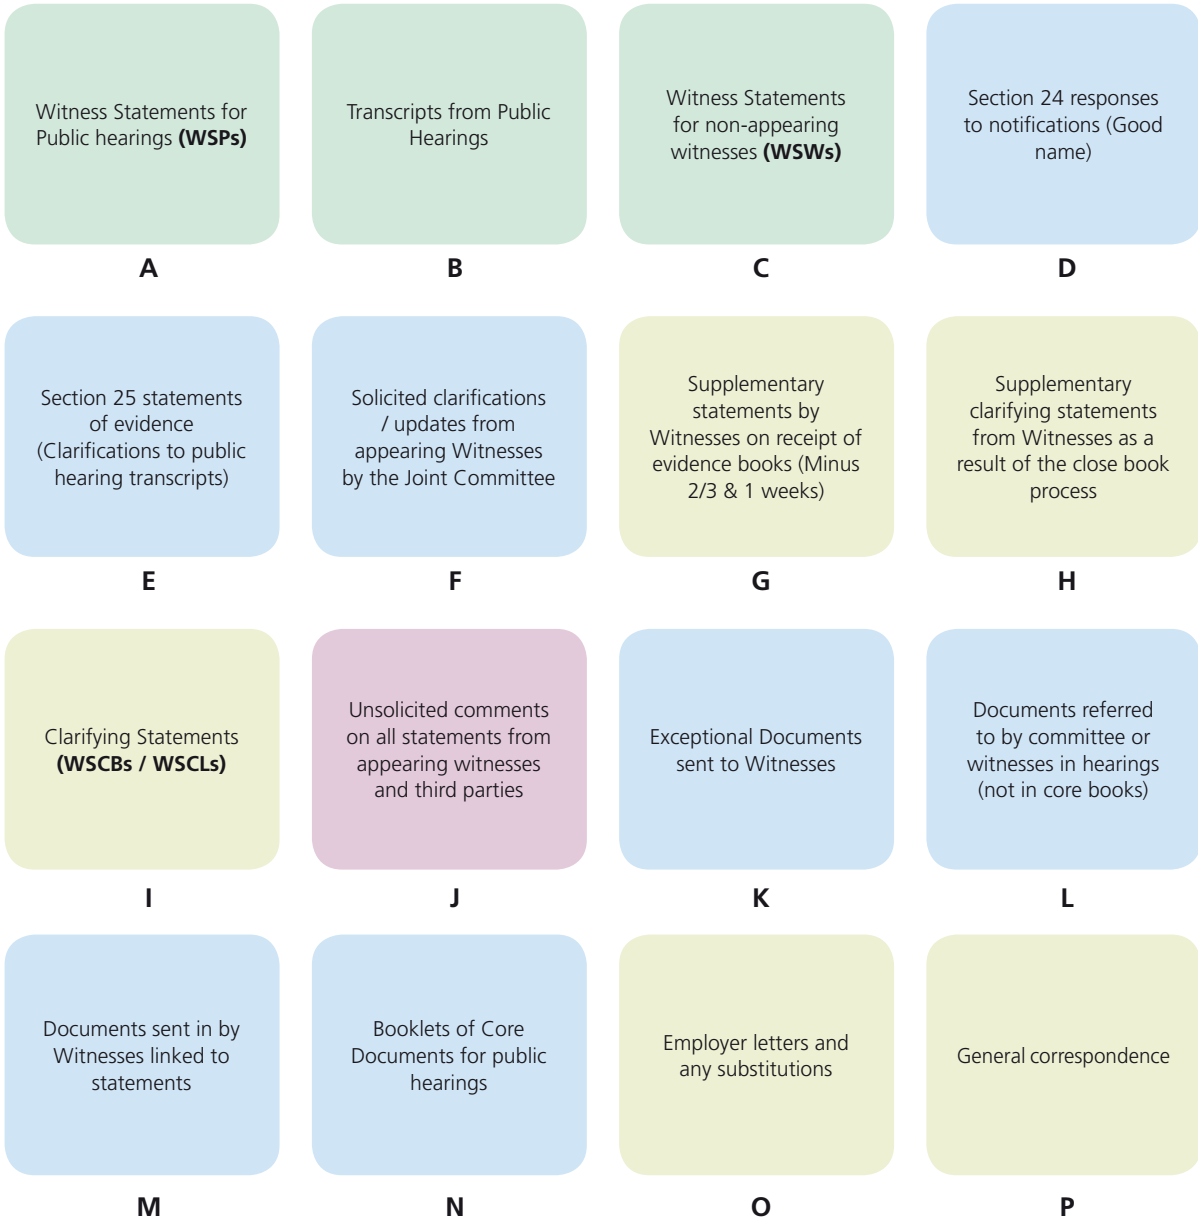 Witness Statements for
Public hearings (WSPs)
A
Transcripts from Public
Hearings
B
Witness Statements
for non-appearing
witnesses (WSWs)
C
Section 24 responses
to notifications (Good
name)
D
Section 25 statements
of evidence
(Clarifications to public
hearing transcripts)
E
Solicited clarifications
/ updates from
appearing Witnesses
by the Joint Committee
F
Supplementary
statements by
Witnesses on receipt of
evidence books (Minus
2/3 & 1 weeks)
G
Supplementary
clarifying statements
from Witnesses as a
result of the close book
process
H
Clarifying Statements
(WSCBs / WSCLs)
I
Unsolicited comments
on all statements from
appearing witnesses
and third parties
J
Exceptional Documents
sent to Witnesses
K
Documents referred
to by committee or
witnesses in hearings
(not in core books)
L
Documents sent in by
Witnesses linked to
statements
M
Booklets of Core
Documents for public
hearings
N
Employer letters and
any substitutions
O
General correspondence
P